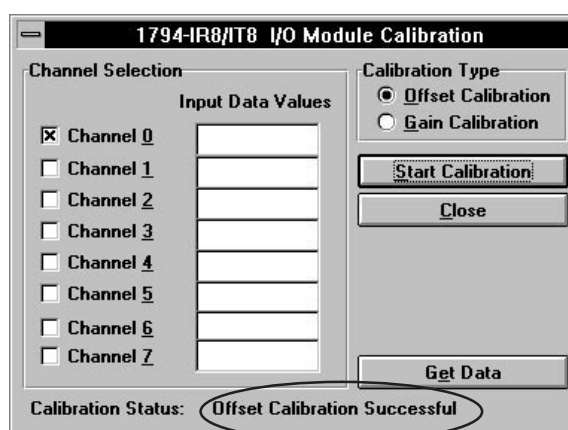 1794-IR8/IT8 I/O Module Calibration
Channel Selection
Input Data Values
Channel 0
Channel 1
Channel 2
Channel 3
Channel 4
Channel 5
Channel 6
Channel 7
Calibration Type
Offset Calibration
Gain Calibration
Start Calibration
Close
Get Data
Calibration Status: Offset Calibration Successful